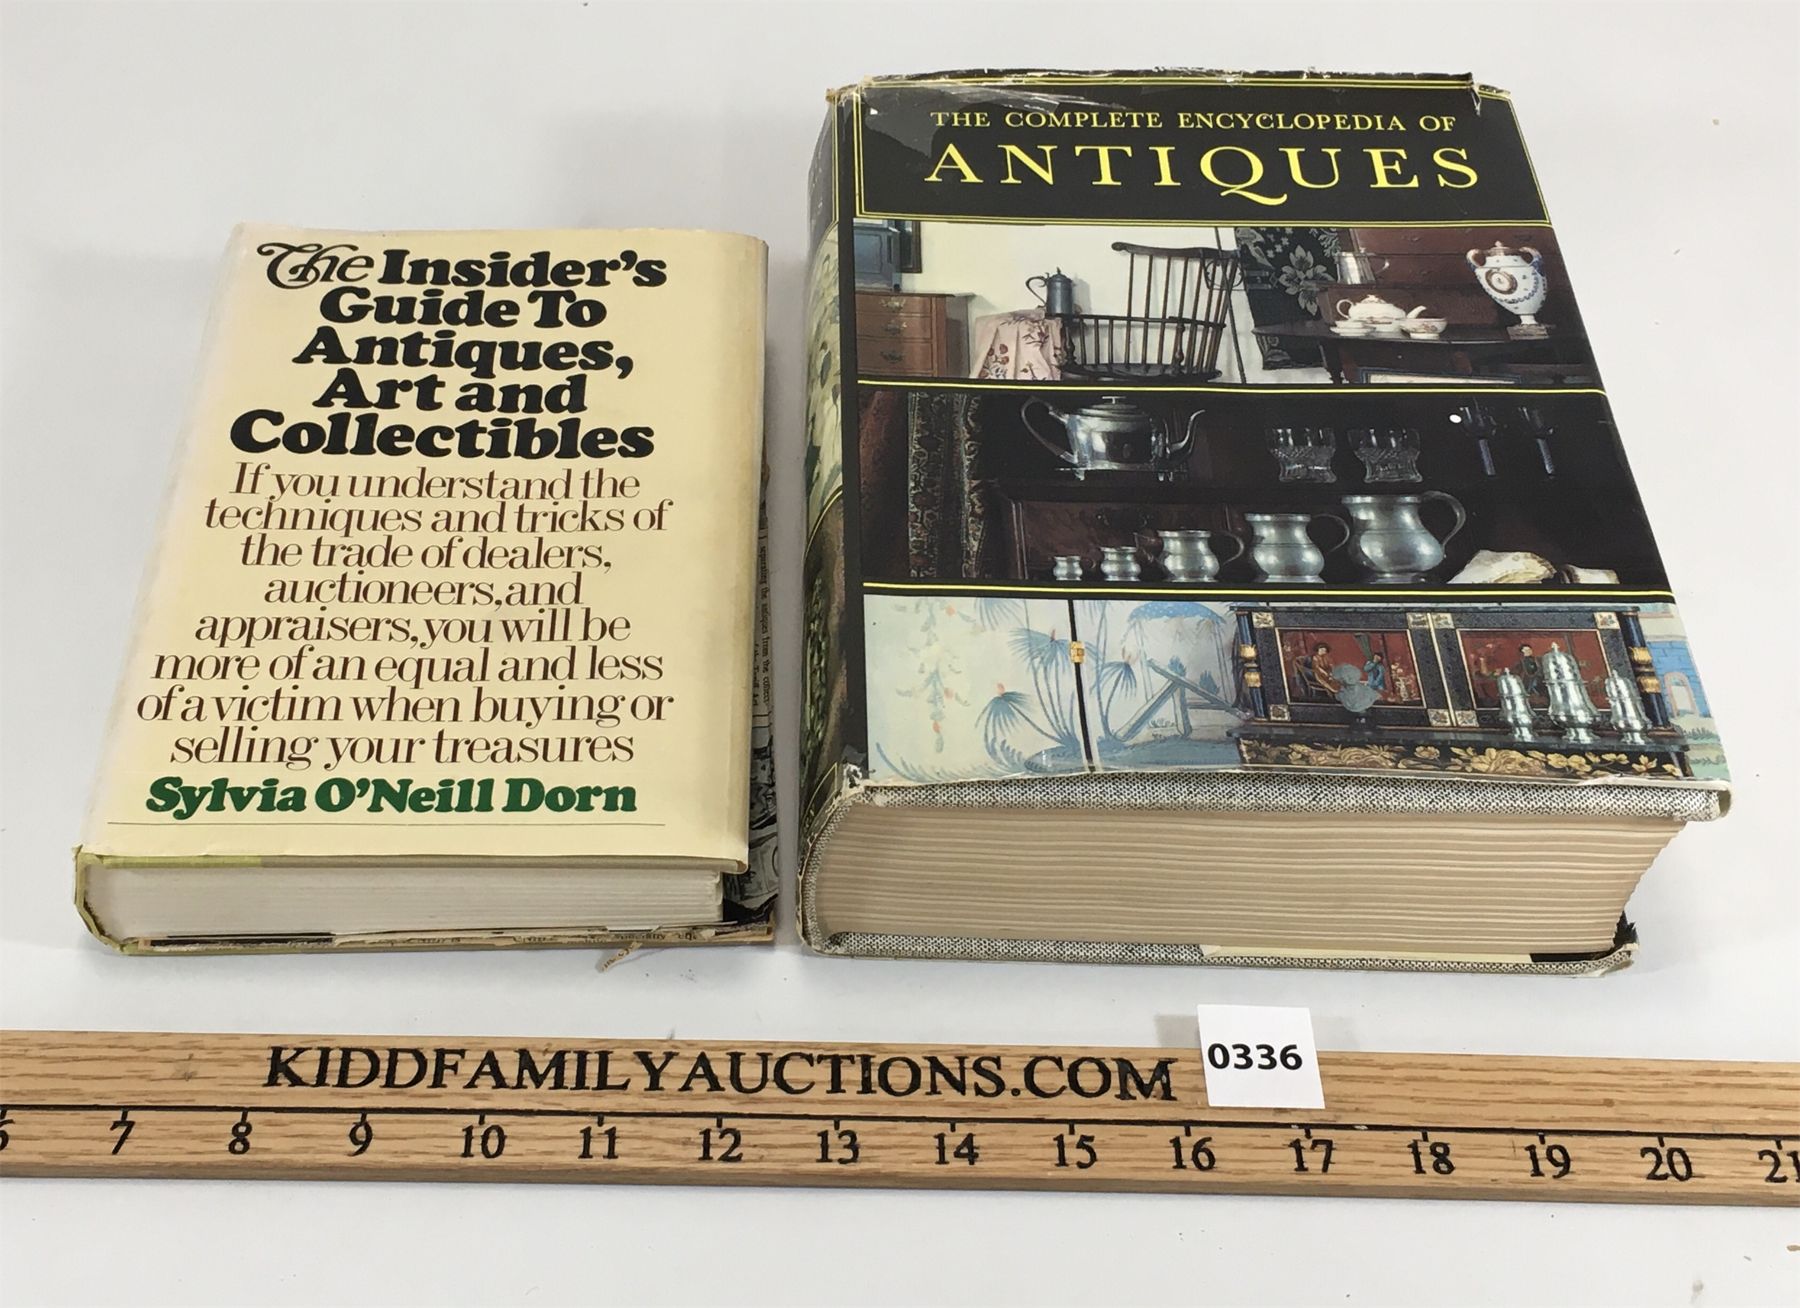 The Insider's
Guide To
Antiques,
Art and
Collectibles
If you understand the
techniques and tricks of
the trade of dealers,
auctioneers, and
appraisers, you will be
more of an equal and less
of a victim when buying or
selling your treasures
Sylvia O'Neill Dorn
THE COMPLETE ENCYCLOPEDIA OF
ANTIQUES
KIDDFAMILYAUCTIONS.COM
0336
7 8 9 10 11 12 13 14 15 16 17 18 19 20 21